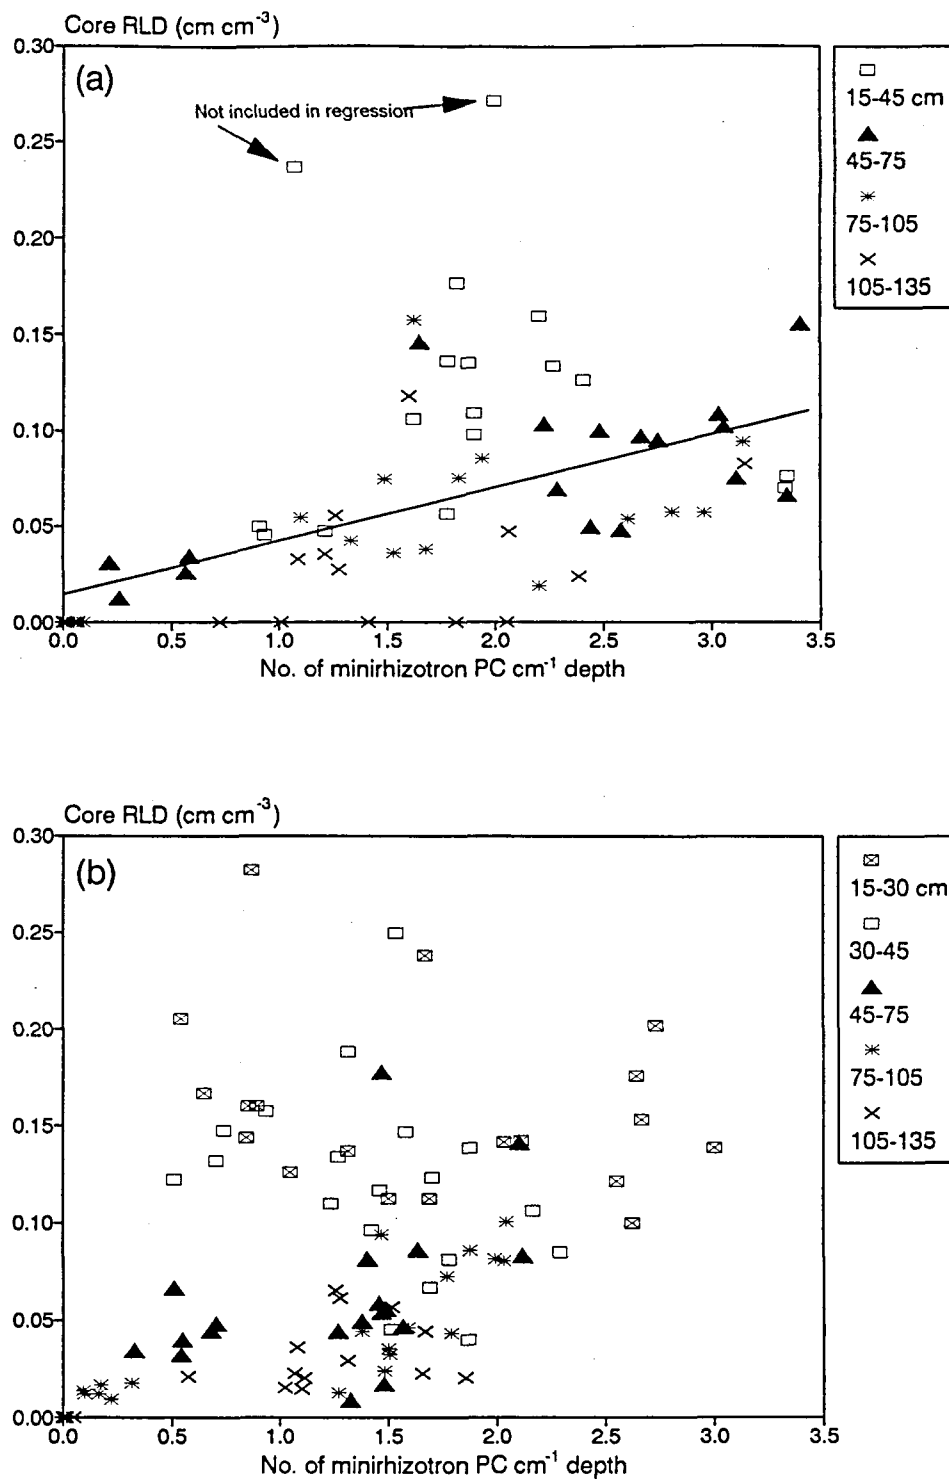 Core RLD (cm cm⁻³)
0.30
(a)
Not included in regression
0.25
0.20
0.15
0.10
0.05
0.00
0.0 0.5 1.0 1.5 2.0 2.5 3.0 3.5
No. of minirhizotron PC cm⁻¹ depth
15-45 cm
45-75
75-105
105-135
Core RLD (cm cm⁻³)
0.30
(b)
0.25
0.20
0.15
0.10
0.05
0.00
0.0 0.5 1.0 1.5 2.0 2.5 3.0 3.5
No. of minirhizotron PC cm⁻¹ depth
15-30 cm
30-45
45-75
75-105
105-135